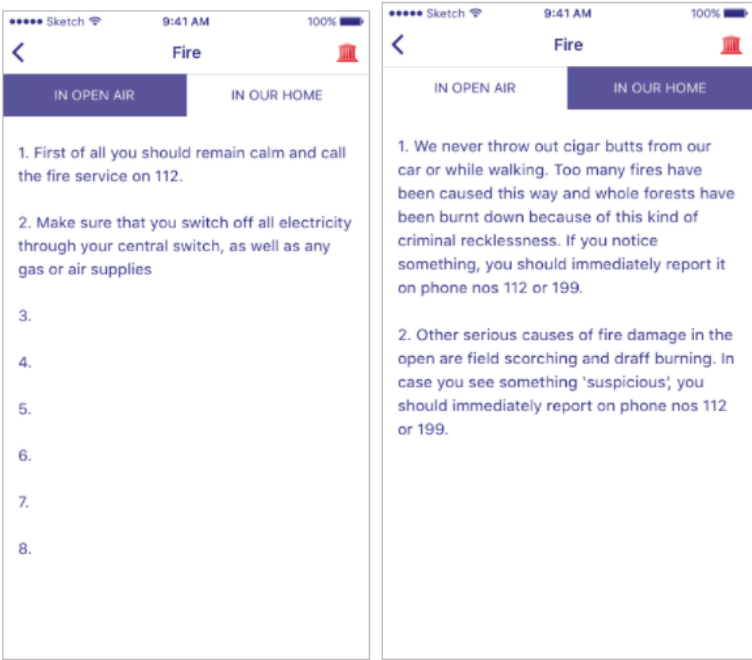 Sketch 9:41 AM 100%
Fire
IN OPEN AIR IN OUR HOME
1. First of all you should remain calm and call
the fire service on 112.
2. Make sure that you switch off all electricity
through your central switch, as well as any
gas or air supplies
3.
4.
5.
6.
7.
8.
Sketch 9:41 AM 100%
Fire
IN OPEN AIR IN OUR HOME
1. We never throw out cigar butts from our
car or while walking. Too many fires have
been caused this way and whole forests have
been burnt down because of this kind of
criminal recklessness. If you notice
something, you should immediately report it
on phone nos 112 or 199.
2. Other serious causes of fire damage in the
open are field scorching and draff burning. In
case you see something 'suspicious', you
should immediately report on phone nos 112
or 199.